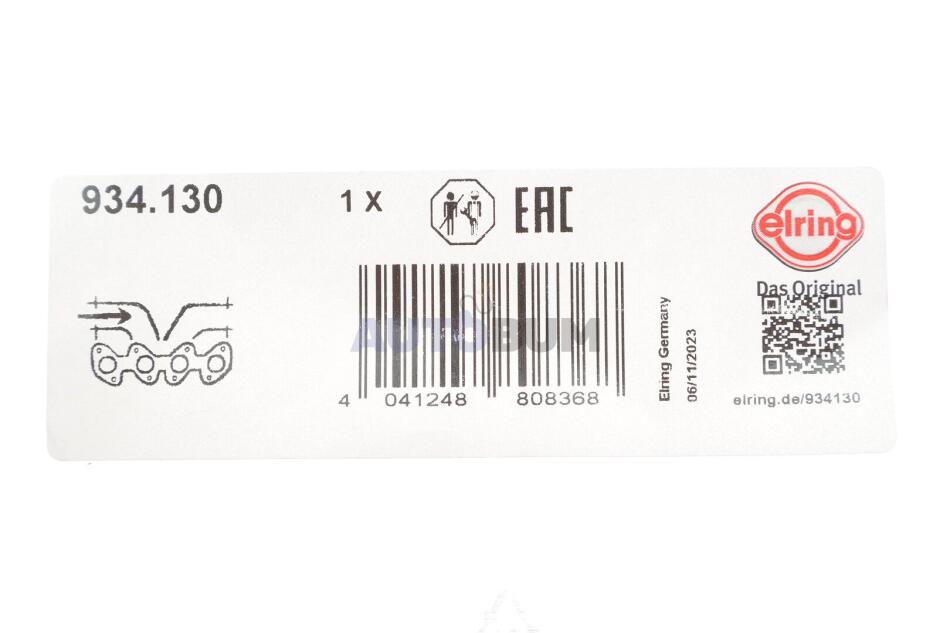 934.130
1 X
EAC
elring
Das Original
AUTOBUM
4 041248 808368
Elring Germany
06/11/2023
elring.de/934130